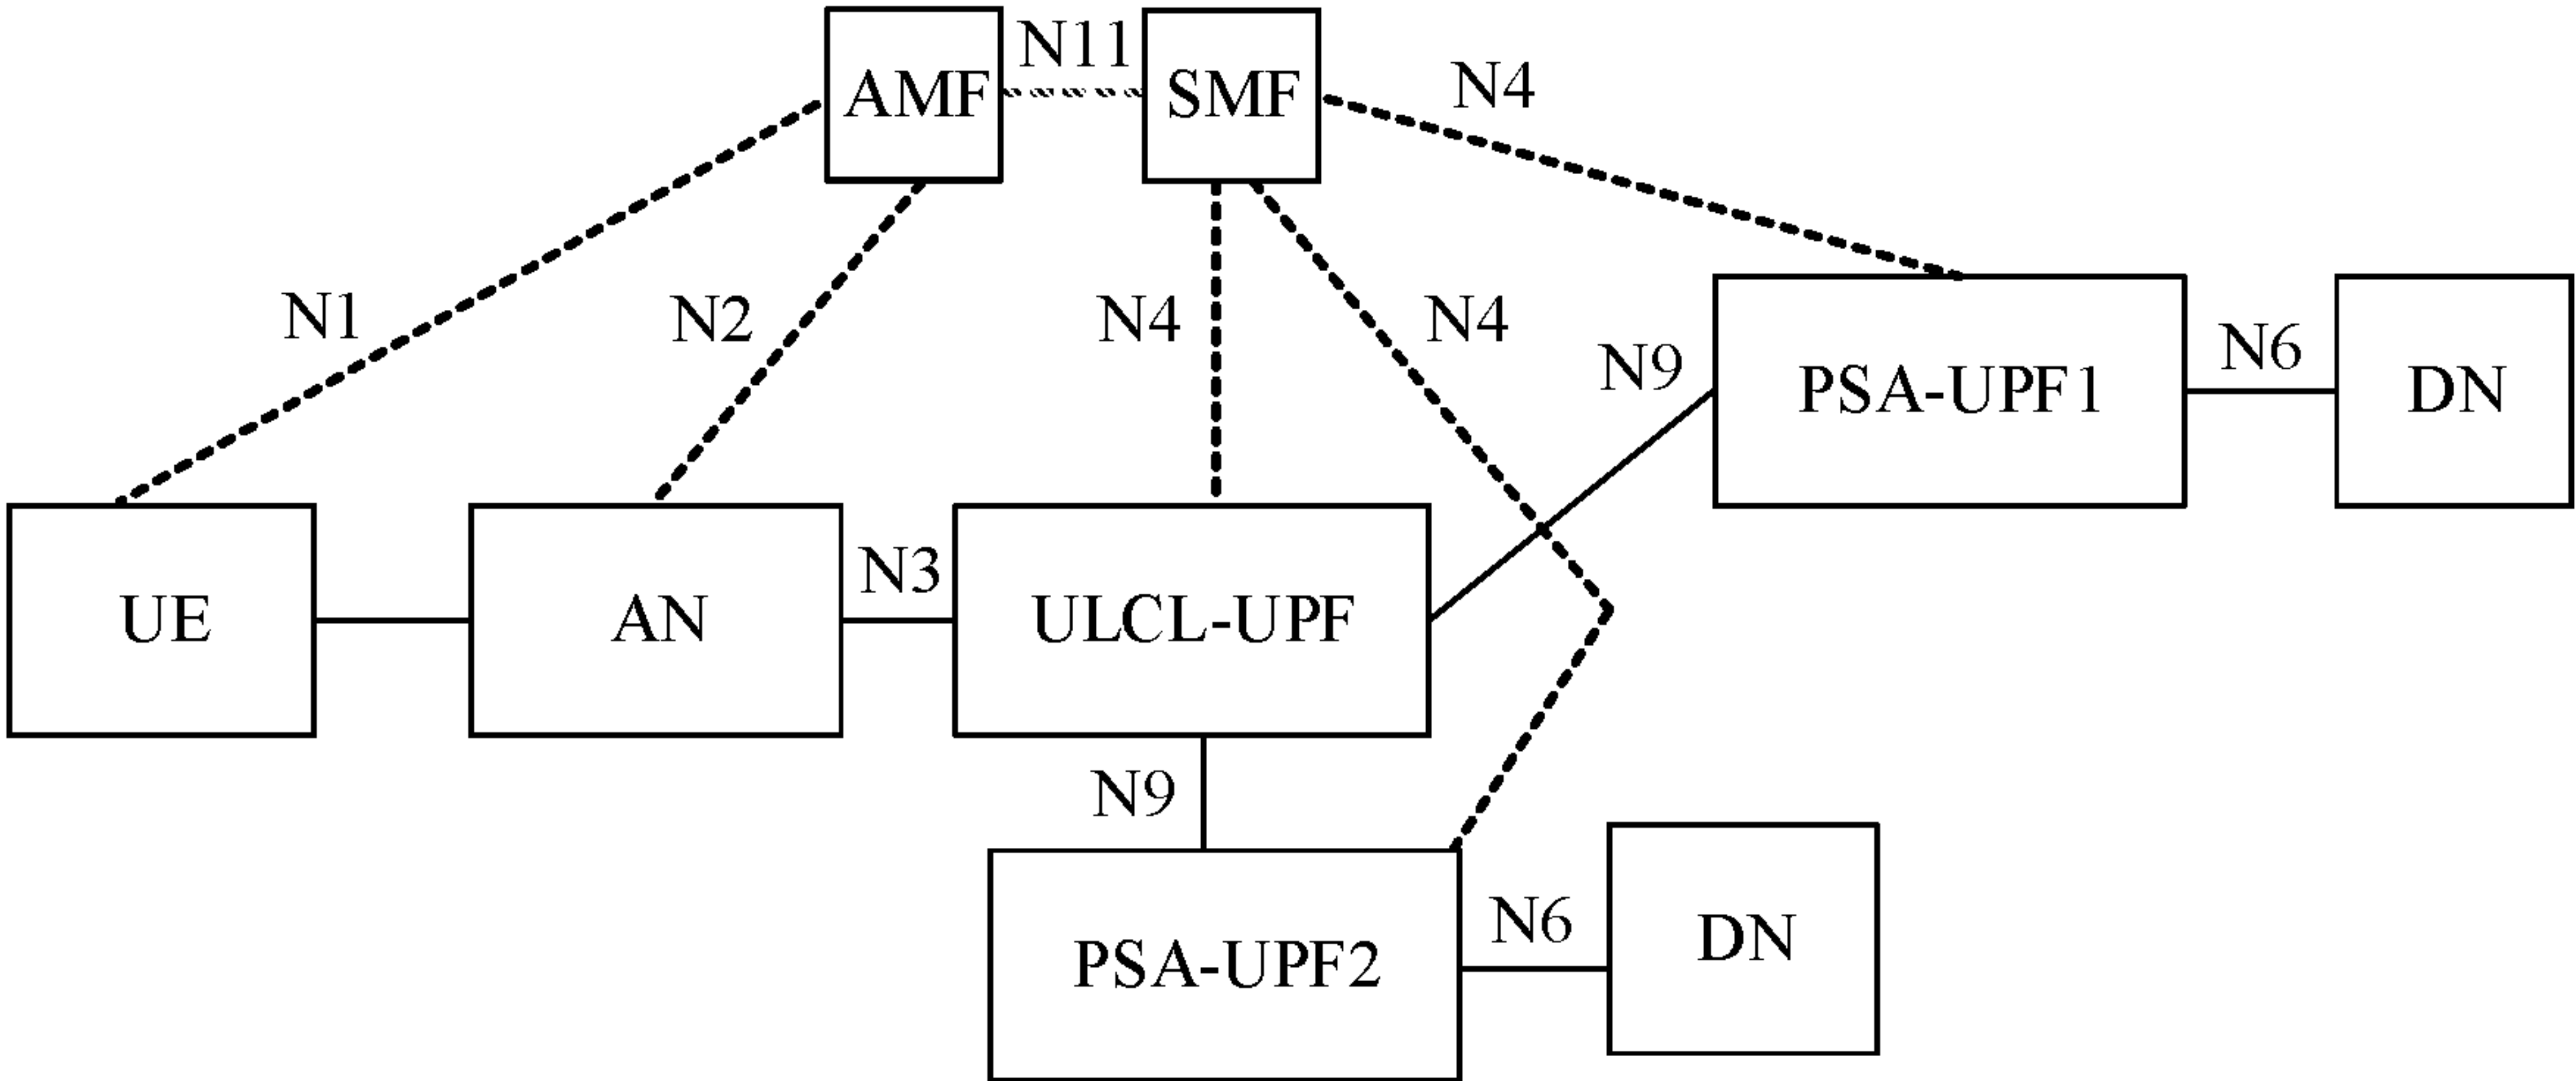 N11
AMF
SMF
N4
N1
N2
N4
N4
N9
PSA-UPF1
N6
DN
UE
AN
N3
ULCL-UPF
N9
PSA-UPF2
N6
DN